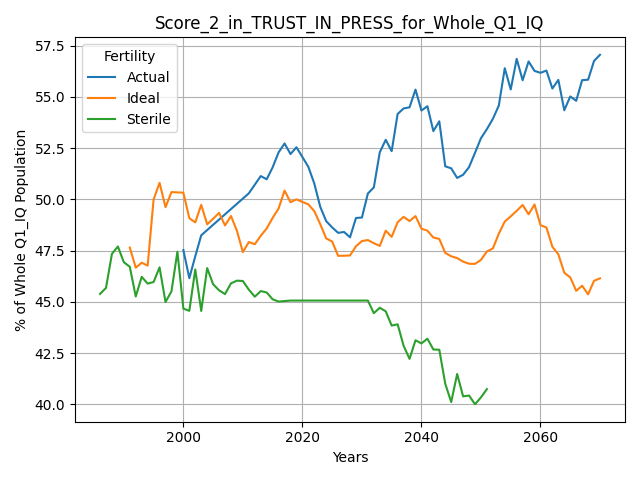 Score_2_in_TRUST_IN_PRESS_for_Whole_Q1_IQ
% of Whole Q1_IQ Population
57.5
55.0
52.5
50.0
47.5
45.0
42.5
40.0
Fertility
Actual
Ideal
Sterile
2000
2020
2040
2060
Years